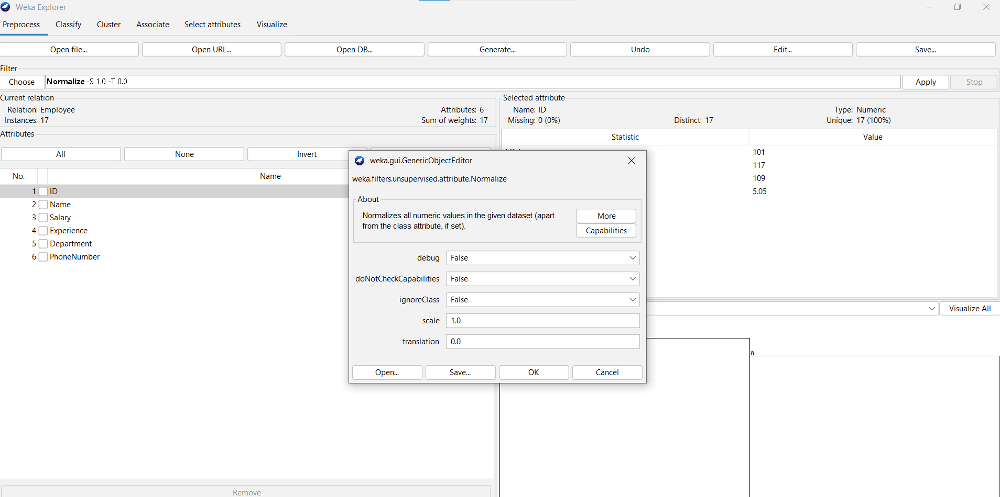 Weka Explorer
Preprocess Classify Cluster Associate Select attributes Visualize
Open file... Open URL... Open DB... Generate... Undo Edit... Save...
Filter
Choose Normalize -S 1.0 -T 0.0 Apply Stop
Current relation
Relation: Employee Attributes: 6
Instances: 17 Sum of weights: 17
Selected attribute
Name: ID Type: Numeric
Missing: 0 (0%) Distinct: 17 Unique: 17 (100%)
Attributes
All None Invert
No. Name
1 ID
2 Name
3 Salary
4 Experience
5 Department
6 PhoneNumber
Remove
Statistic Value
101
117
109
5.05
weka.gui.GenericObjectEditor
weka.filters.unsupervised.attribute.Normalize
About
Normalizes all numeric values in the given dataset (apart
from the class attribute, if set).
More
Capabilities
debug False
doNotCheckCapabilities False
ignoreClass False
scale 1.0
translation 0.0
Open... Save... OK Cancel
Visualize All
8